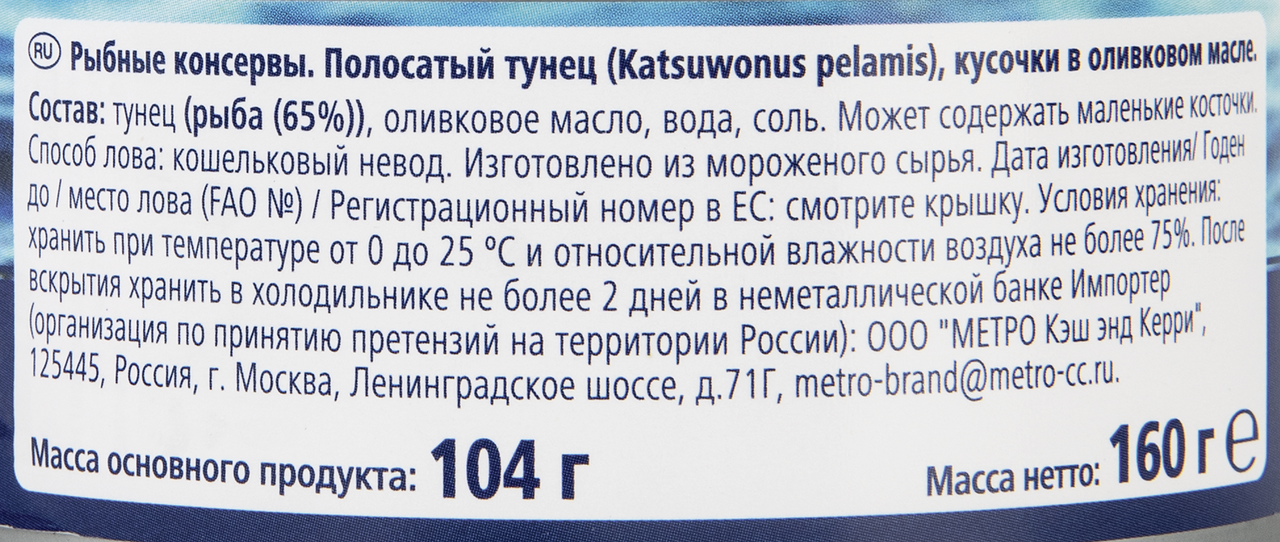 RU Рыбные консервы. Полосатый тунец (Katsuwonus pelamis), кусочки в оливковом масле.
Состав: тунец (рыба (65%)), оливковое масло, вода, соль. Может содержать маленькие косточки.
Способ лова: кошельковый невод. Изготовлено из мороженого сырья. Дата изготовления/ Годен
до / место лова (FAO №) / Регистрационный номер в ЕС: смотрите крышку. Условия хранения:
хранить при температуре от 0 до 25 °C и относительной влажности воздуха не более 75%. После
вскрытия хранить в холодильнике не более 2 дней в неметаллической банке Импортер
(организация по принятию претензий на территории России): ООО "МЕТРО Кэш энд Керри",
125445, Россия, г. Москва, Ленинградское шоссе, д.71Г, metro-brand@metro-cc.ru.
Масса основного продукта: 104 г
Масса нетто: 160 г ℮